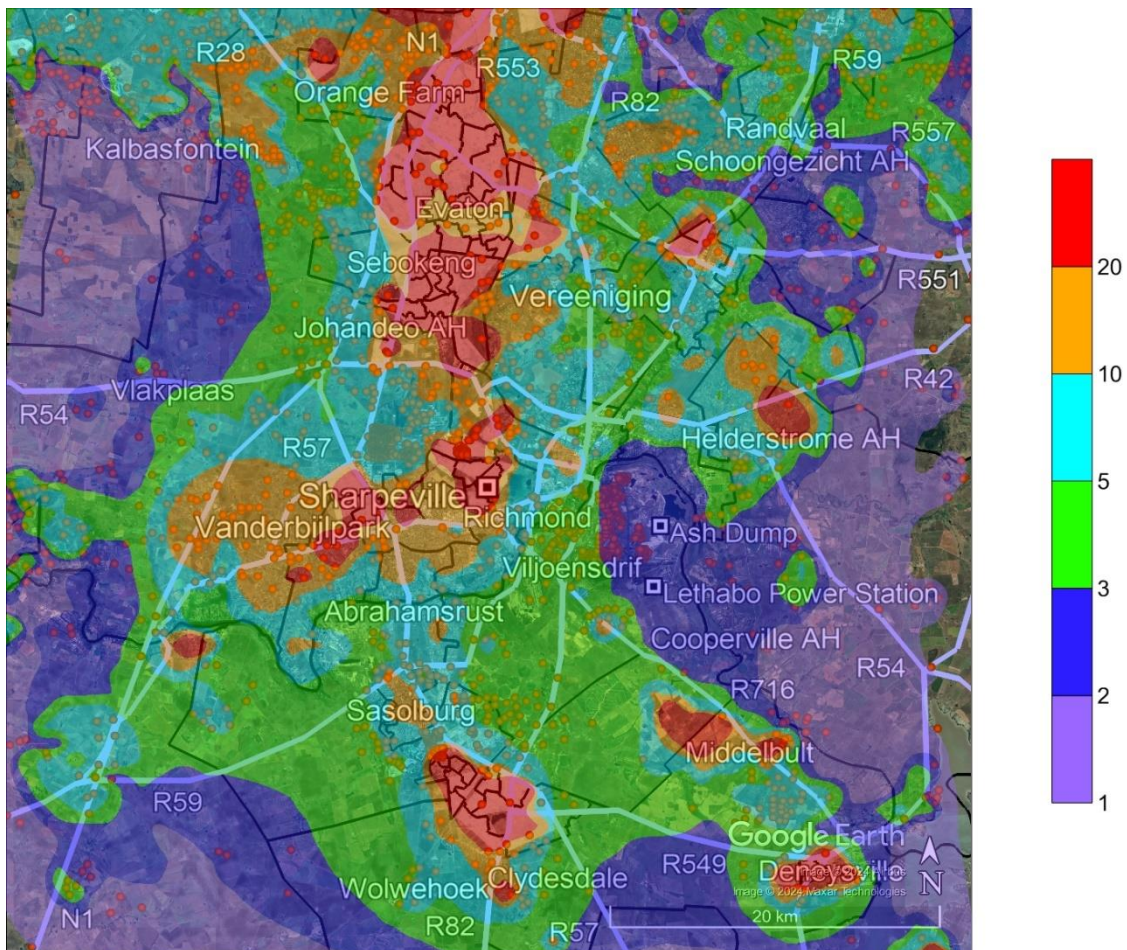 R28
N1
R553
R59
Orange Farm
R82
Randvaal
R557
Kalbasfontein
Schoongezicht AH
Evaton
Sebokeng
R551
Vereeniging
Johandeo AH
R42
Vlakplaas
R54
R57
Helderstrome AH
Sharpeville
Vanderbijlpark
Richmond
Ash Dump
Viljoensdrif
Lethabo Power Station
Abrahamsrust
Cooperville AH
R54
R716
Sasolburg
Middelbult
R59
Google Earth
R549
Deneysville
Image © 2024 Airbus
Clydesdale
Wolwehoek
Image © 2024 Maxar Technologies
N
N1
R82
R57
20 km
20
10
5
3
2
1